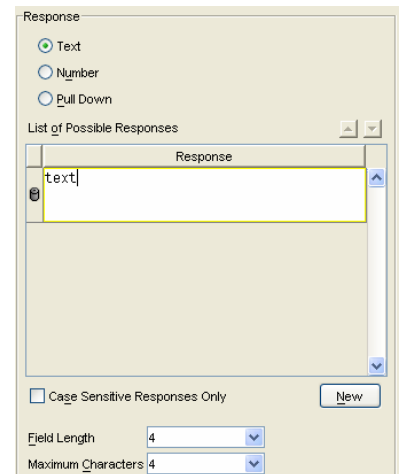 Response
Text
Number
Pull Down
List of Possible Responses
Response
text
Case Sensitive Responses Only
New
Field Length 4
Maximum Characters 4